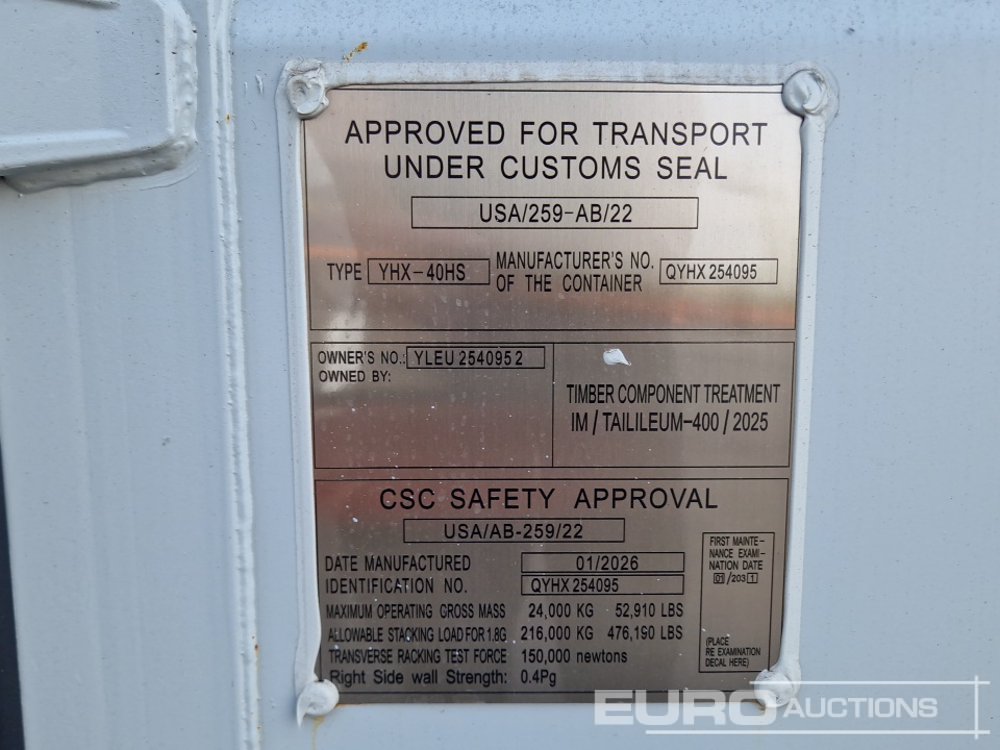 APPROVED FOR TRANSPORT
UNDER CUSTOMS SEAL
USA/259-AB/22
TYPE YHX-40HS MANUFACTURER'S NO. OF THE CONTAINER QYHX 254095
OWNER'S NO.: YLEU 254095 2
OWNED BY:
TIMBER COMPONENT TREATMENT
IM / TAILILEUM-400 / 2025
CSC SAFETY APPROVAL
USA/AB-259/22
DATE MANUFACTURED 01/2026
IDENTIFICATION NO. QYHX 254095
MAXIMUM OPERATING GROSS MASS 24,000 KG 52,910 LBS
ALLOWABLE STACKING LOAD FOR 1.8G 216,000 KG 476,190 LBS
TRANSVERSE RACKING TEST FORCE 150,000 newtons
Right Side wall Strength: 0.4Pg
FIRST MAINTE-
NANCE EXAMI-
NATION DATE
01/2031
(PLACE
RE EXAMINATION
DECAL HERE)
EURO AUCTIONS